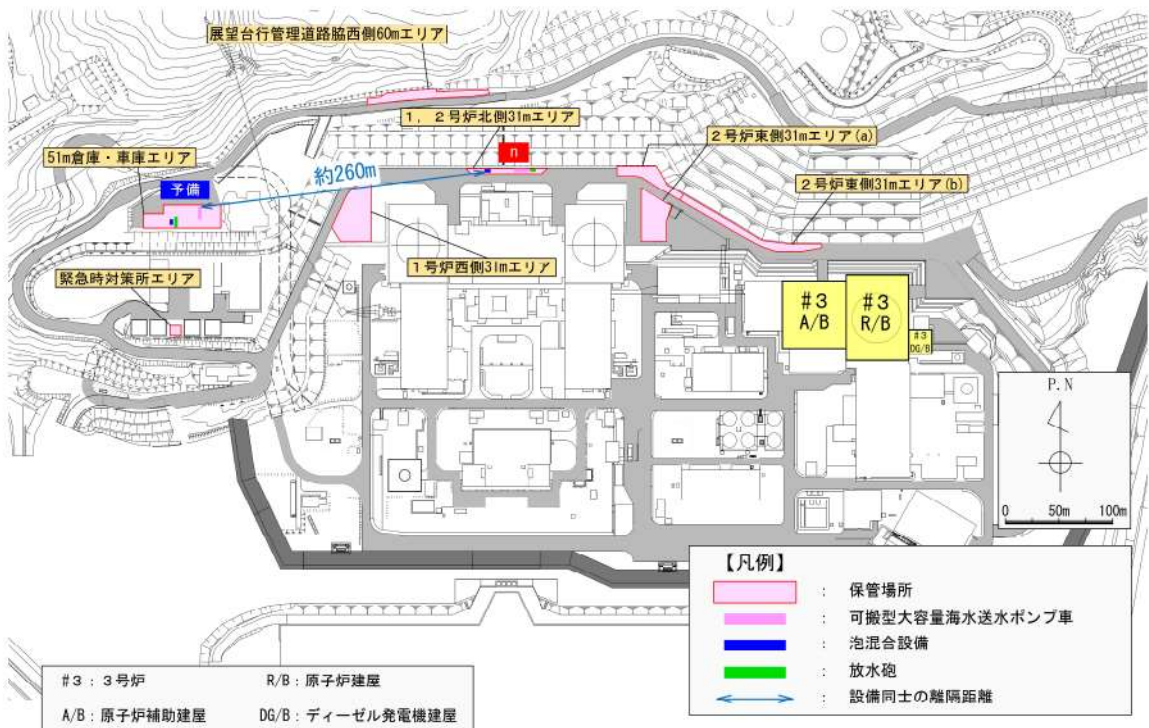 展望台行管理道路脇西側60mエリア
1，2号炉北側31mエリア
n
2号炉東側31mエリア(a)
51m倉庫・車庫エリア
予備
約260m
2号炉東側31mエリア(b)
1号炉西側31mエリア
緊急時対策所エリア
#3
A/B
#3
R/B
#3
DG/B
P.N
0 50m 100m
【凡例】
： 保管場所
： 可搬型大容量海水送水ポンプ車
： 泡混合設備
： 放水砲
： 設備同士の離隔距離
#3：3号炉 R/B：原子炉建屋
A/B：原子炉補助建屋 DG/B：ディーゼル発電機建屋